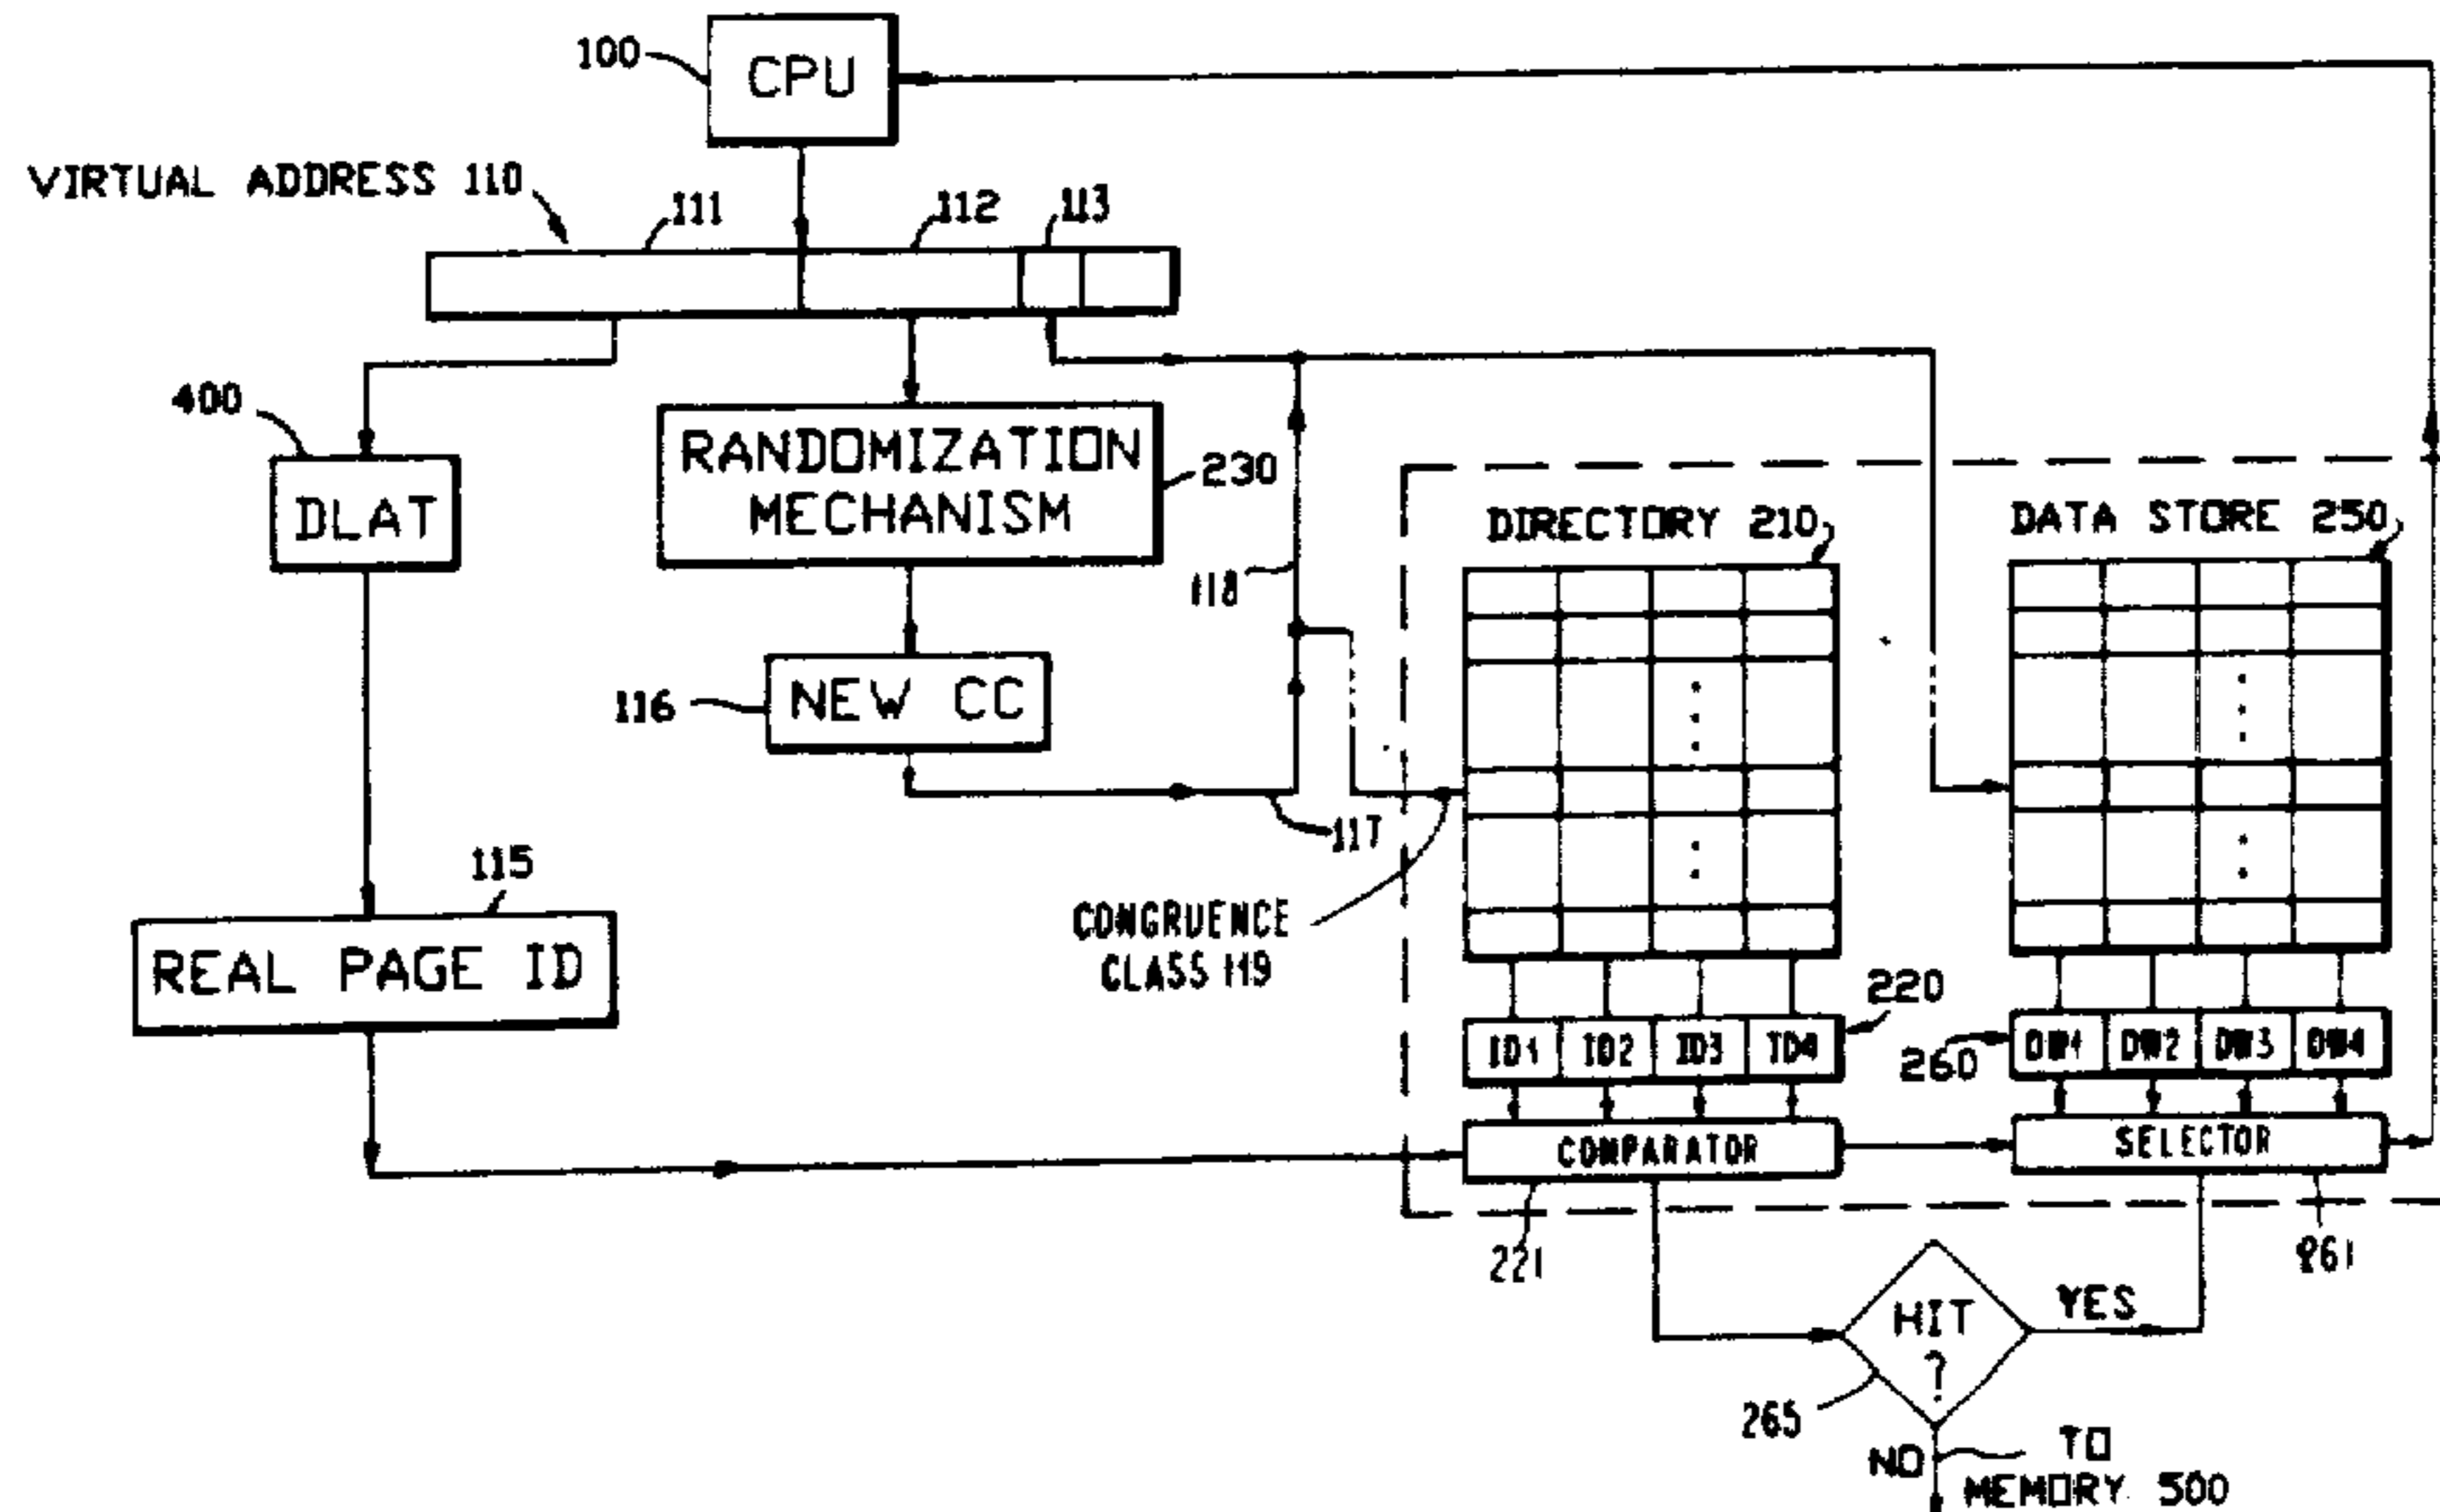 100
CPU
VIRTUAL ADDRESS 110
111
112
113
400
DLAT
RANDOMIZATION
MECHANISM
230
118
DIRECTORY 210
DATA STORE 250
116
NEW CC
117
115
REAL PAGE ID
CONGRUENCE
CLASS 119
220
ID1 ID2 ID3 ID4
260
DW1 DW2 DW3 DW4
COMPARATOR
SELECTOR
221
261
HIT
?
YES
265
NO
TO
MEMORY 500